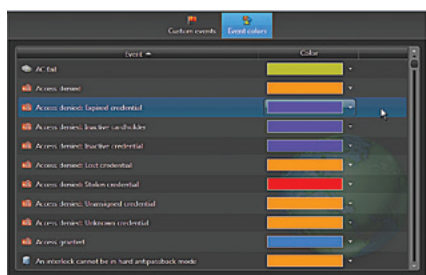 Custom events
Event colors
Event
Color
AC fail
Access denied
Access denied: Expired credential
Access denied: Inactive cardholder
Access denied: Inactive credential
Access denied: Lost credential
Access denied: Stolen credential
Access denied: Unassigned credential
Access denied: Unknown credential
Access granted
An interlock cannot be in hard antipassback mode